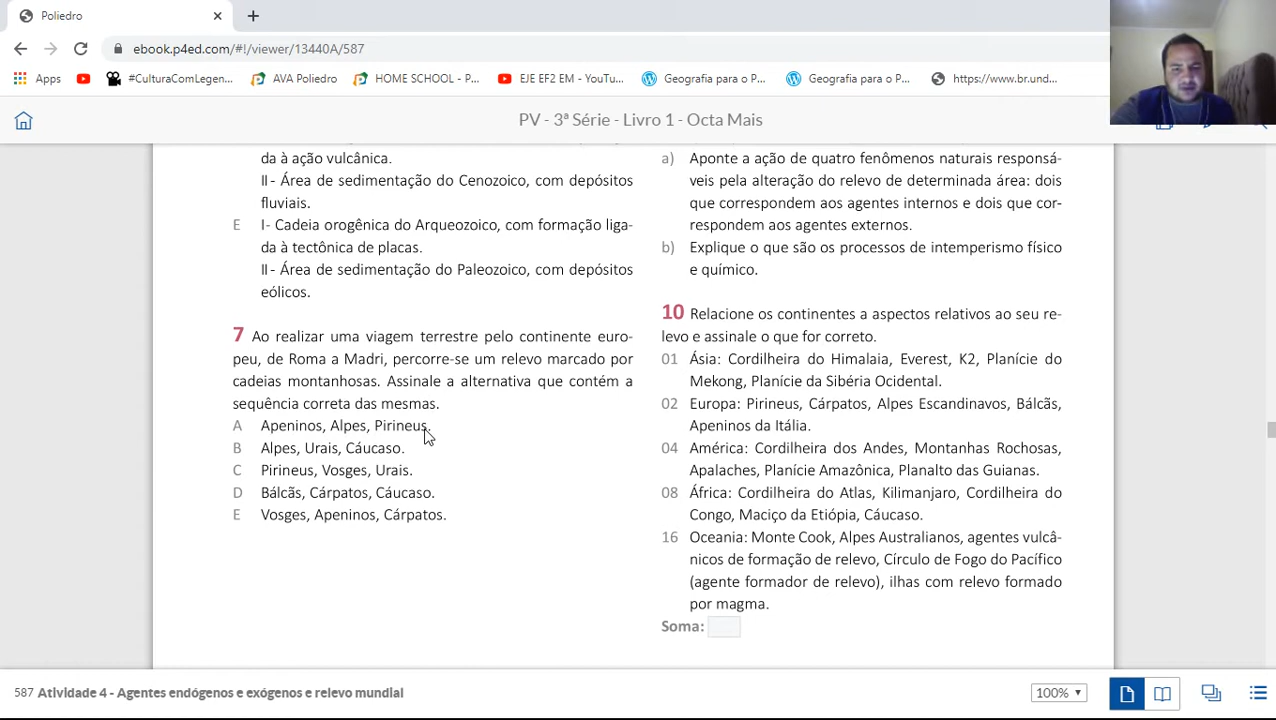 Poliedro
ebook.p4ed.com/#!/viewer/13440A/587
Apps
#CulturaComLegen...
AVA Poliedro
HOME SCHOOL - P...
EJE EF2 EM - YouTu...
Geografia para o P...
Geografia para o P...
https://www.br.und...
PV - 3ª Série - Livro 1 - Octa Mais
da à ação vulcânica.
II - Área de sedimentação do Cenozoico, com depósitos
fluviais.
E I - Cadeia orogênica do Arqueozoico, com formação liga-
da à tectônica de placas.
II - Área de sedimentação do Paleozoico, com depósitos
eólicos.
7 Ao realizar uma viagem terrestre pelo continente euro-
peu, de Roma a Madri, percorre-se um relevo marcado por
cadeias montanhosas. Assinale a alternativa que contém a
sequência correta das mesmas.
A Apeninos, Alpes, Pirineus.
B Alpes, Urais, Cáucaso.
C Pirineus, Vosges, Urais.
D Bálcãs, Cárpatos, Cáucaso.
E Vosges, Apeninos, Cárpatos.
a) Aponte a ação de quatro fenômenos naturais responsá-
veis pela alteração do relevo de determinada área: dois
que correspondem aos agentes internos e dois que cor-
respondem aos agentes externos.
b) Explique o que são os processos de intemperismo físico
e químico.
10 Relacione os continentes a aspectos relativos ao seu re-
levo e assinale o que for correto.
01 Ásia: Cordilheira do Himalaia, Everest, K2, Planície do
Mekong, Planície da Sibéria Ocidental.
02 Europa: Pirineus, Cárpatos, Alpes Escandinavos, Bálcãs,
Apeninos da Itália.
04 América: Cordilheira dos Andes, Montanhas Rochosas,
Apalaches, Planície Amazônica, Planalto das Guianas.
08 África: Cordilheira do Atlas, Kilimanjaro, Cordilheira do
Congo, Maciço da Etiópia, Cáucaso.
16 Oceania: Monte Cook, Alpes Australianos, agentes vulcâ-
nicos de formação de relevo, Círculo de Fogo do Pacífico
(agente formador de relevo), ilhas com relevo formado
por magma.
Soma:
587 Atividade 4 - Agentes endógenos e exógenos e relevo mundial
100%